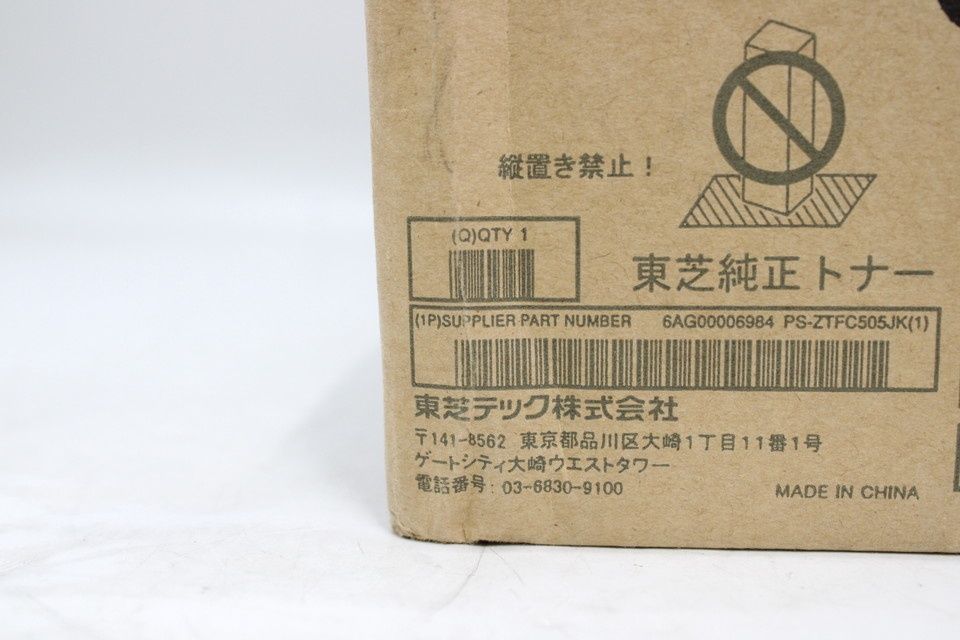 縦置き禁止！
(Q)QTY 1
東芝純正トナー
(1P)SUPPLIER PART NUMBER 6AG00006984 PS-ZTFC505JK(1)
東芝テック株式会社
〒141-8562 東京都品川区大崎1丁目11番1号
ゲートシティ大崎ウエストタワー
電話番号: 03-6830-9100
MADE IN CHINA